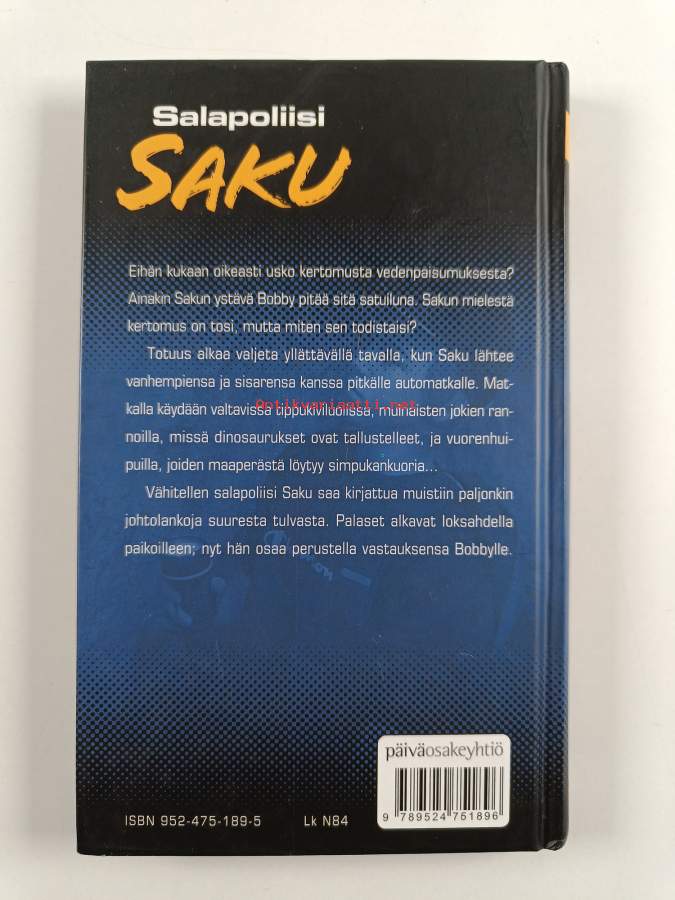 Salapoliisi
SAKU
Eihän kukaan oikeasti usko kertomusta vedenpaisumuksesta?
Ainakin Sakun ystävä Bobby pitää sitä satuiluna. Sakun mielestä
kertomus on tosi, mutta miten sen todistaisi?
Totuus alkaa valjeta yllättävällä tavalla, kun Saku lähtee
vanhempiensa ja sisarensa kanssa pitkälle automatkalle. Mat-
kalla käydään valtavissa tippukiviluolissa, muinaisten jokien ran-
Antikvariaatti.net
noilla, missä dinosaurukset ovat tallustelleet, ja vuorenhui-
puilla, joiden maaperästä löytyy simpukankuoria...
Vähitellen salapoliisi Saku saa kirjattua muistiin paljonkin
johtolankoja suuresta tulvasta. Palaset alkavat loksahdella
paikoilleen; nyt hän osaa perustella vastauksensa Bobbylle.
päiväosakeyhtiö
9 789524 751896
ISBN 952-475-189-5 Lk N84